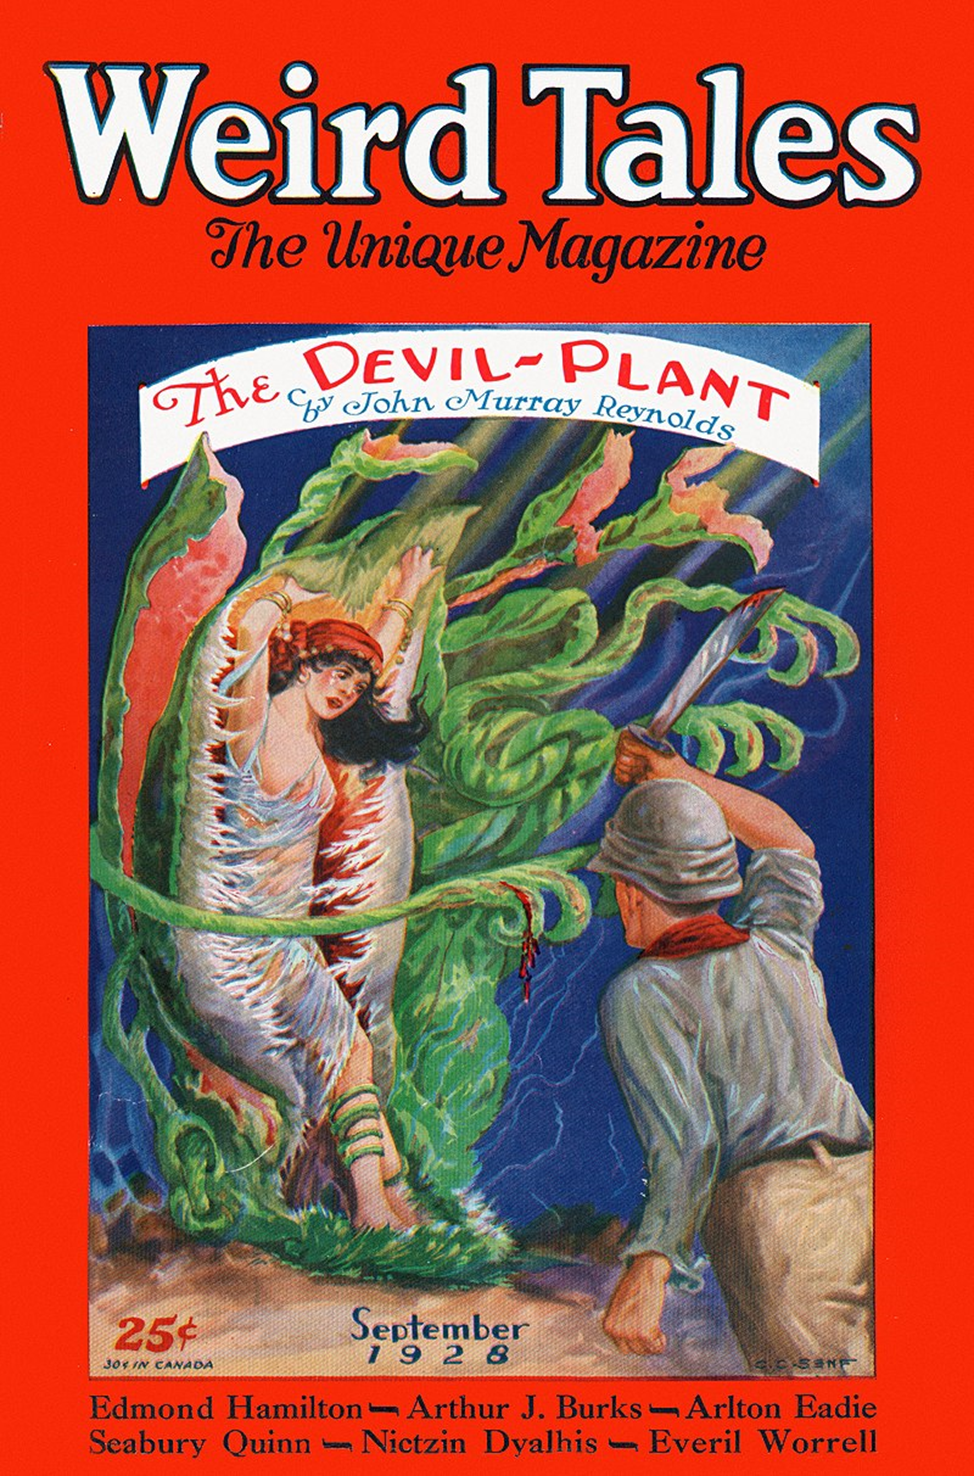 Weird Tales
The Unique Magazine
The DEVIL-PLANT
by John Murray Reynolds
25¢
30¢ IN CANADA
September
1928
C.C.SENF
Edmond Hamilton—Arthur J. Burks—Arlton Eadie
Seabury Quinn—Nictzin Dyalhis—Everil Worrell